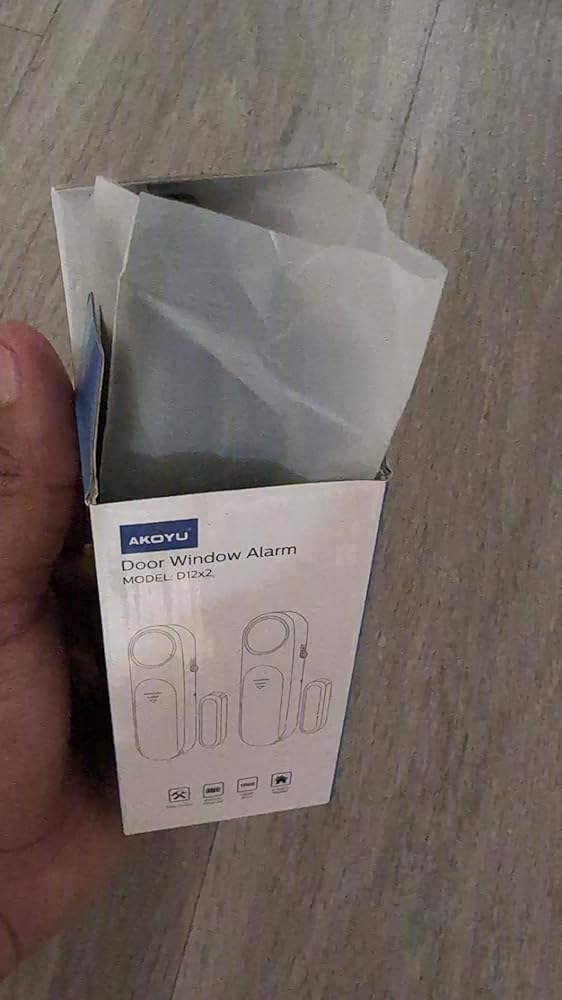 AKOYU
Door Window Alarm
MODEL: D12x2